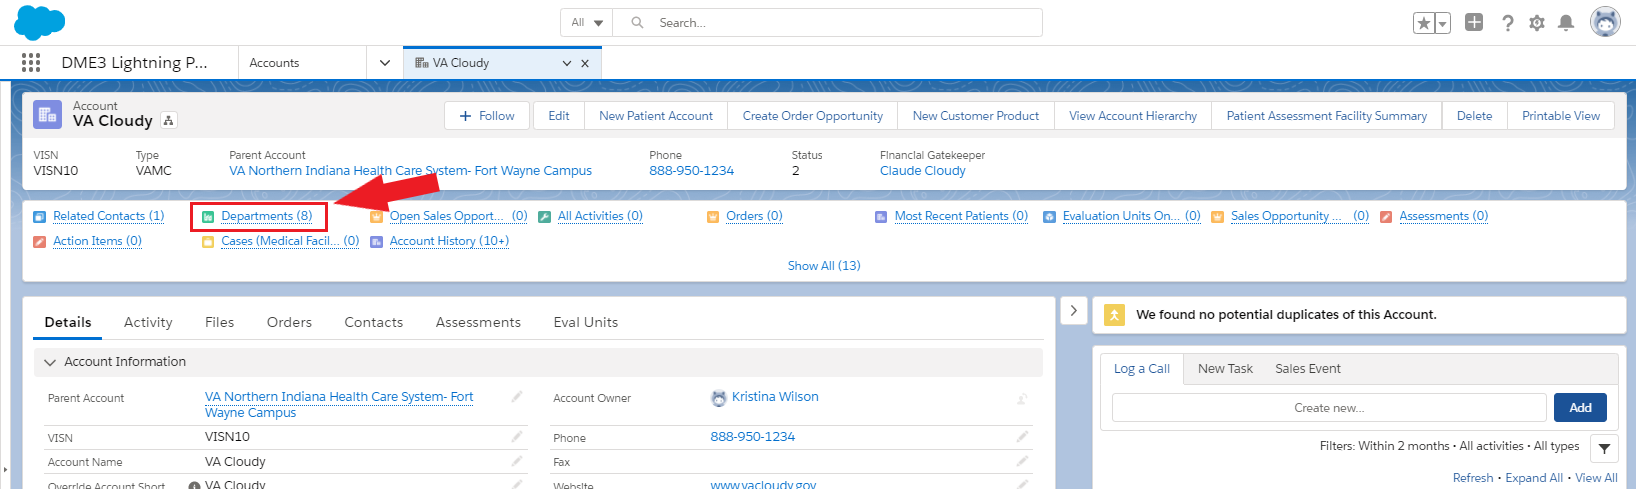 All Search...
DME3 Lightning P... Accounts VA Cloudy
Account
VA Cloudy
Follow Edit New Patient Account Create Order Opportunity New Customer Product View Account Hierarchy Patient Assessment Facility Summary Delete Printable View
VISN Type Parent Account Phone Status Financial Gatekeeper
VISN10 VAMC VA Northern Indiana Health Care System- Fort Wayne Campus 888-950-1234 2 Claude Cloudy
Related Contacts (1) Departments (8) Open Sales Opport... (0) All Activities (0) Orders (0) Most Recent Patients (0) Evaluation Units On... (0) Sales Opportunity ... (0) Assessments (0)
Action Items (0) Cases (Medical Facil... (0) Account History (10+)
Show All (13)
Details Activity Files Orders Contacts Assessments Eval Units
We found no potential duplicates of this Account.
Account Information
Log a Call New Task Sales Event
Parent Account VA Northern Indiana Health Care System- Fort Account Owner Kristina Wilson
Wayne Campus
Create new... Add
VISN VISN10 Phone 888-950-1234
Filters: Within 2 months • All activities • All types
Account Name VA Cloudy Fax
Refresh • Expand All • View All
Override Account Short VA Cloudy Website www.vacloudy.gov